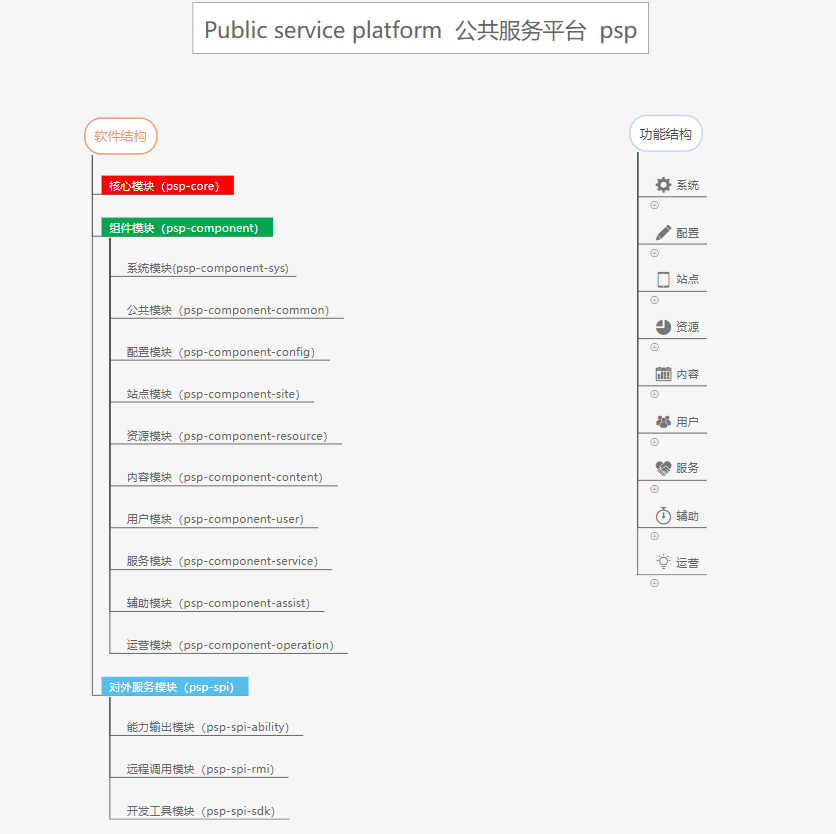 Public service platform 公共服务平台 psp
软件结构
核心模块（psp-core）
组件模块（psp-component）
系统模块(psp-component-sys)
公共模块（psp-component-common）
配置模块（psp-component-config）
站点模块（psp-component-site）
资源模块（psp-component-resource）
内容模块（psp-component-content）
用户模块（psp-component-user）
服务模块（psp-component-service）
辅助模块（psp-component-assist）
运营模块（psp-component-operation）
对外服务模块（psp-spi）
能力输出模块（psp-spi-ability）
远程调用模块（psp-spi-rmi）
开发工具模块（psp-spi-sdk）
功能结构
系统
配置
站点
资源
内容
用户
服务
辅助
运营